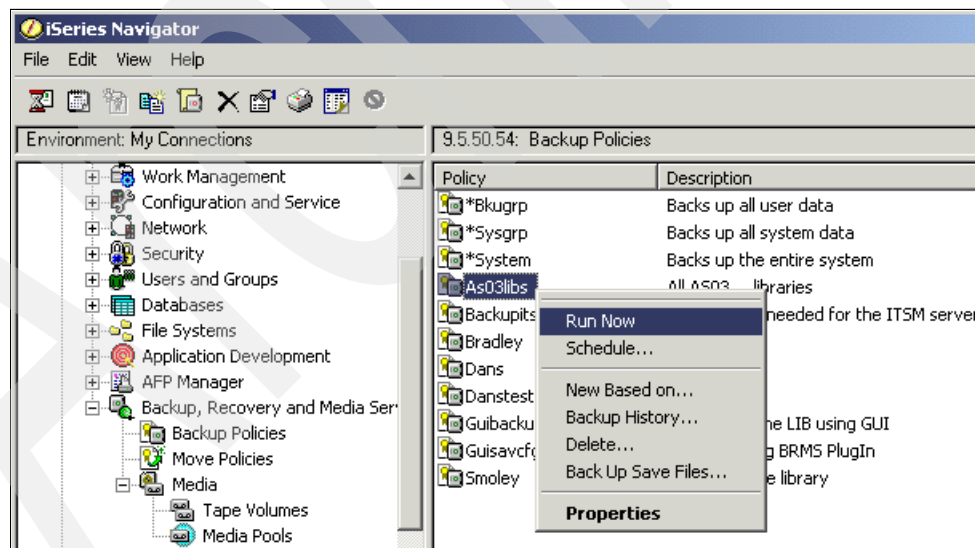 iSeries Navigator
File Edit View Help
Environment: My Connections
9.5.50.54: Backup Policies
Work Management
Configuration and Service
Network
Security
Users and Groups
Databases
File Systems
Application Development
AFP Manager
Backup, Recovery and Media Ser
Backup Policies
Move Policies
Media
Tape Volumes
Media Pools
Policy Description
*Bkugrp Backs up all user data
*Sysgrp Backs up all system data
*System Backs up the entire system
As03libs All AS03 libraries
Backupits needed for the ITSM server
Bradley
Dans
Danstest
Guibacku he LIB using GUI
Guisavcfg g BRMS PlugIn
Smoley e library
Run Now
Schedule...
New Based on...
Backup History...
Delete...
Back Up Save Files...
Properties